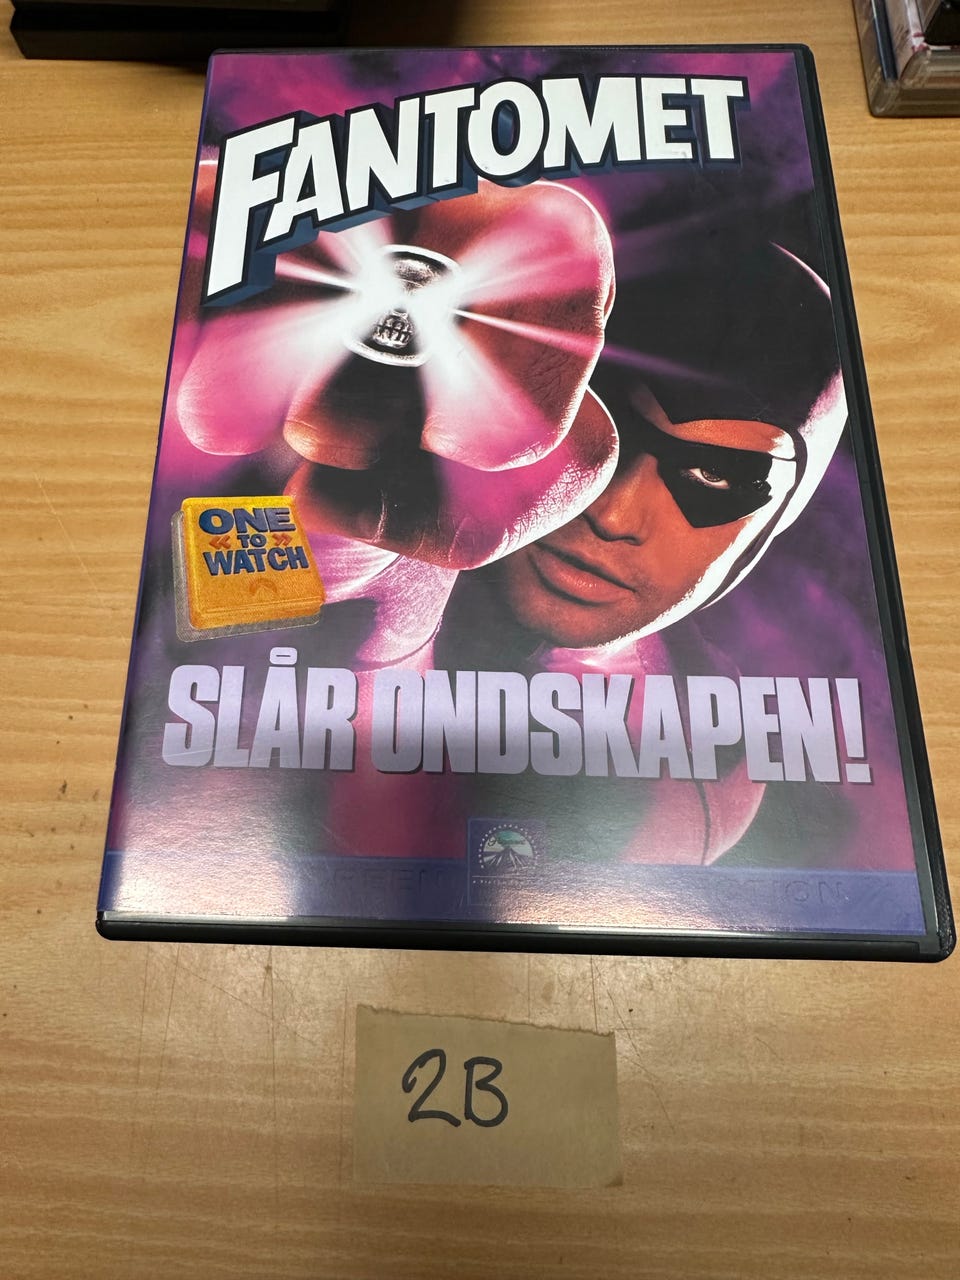 FANTOMET
ONE
« TO »
WATCH
SLÅR ONDSKAPEN!
2B